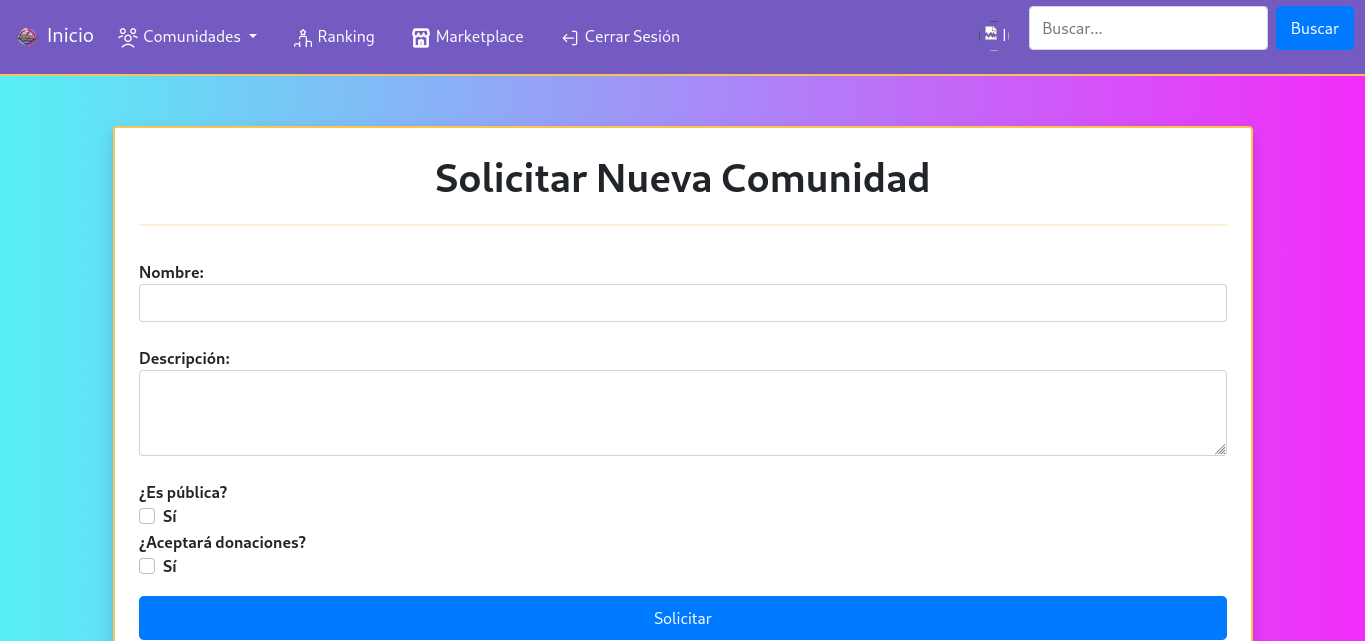 Inicio Comunidades Ranking Marketplace Cerrar Sesión Buscar... Buscar
Solicitar Nueva Comunidad
Nombre:
Descripción:
¿Es pública?
Sí
¿Aceptará donaciones?
Sí
Solicitar